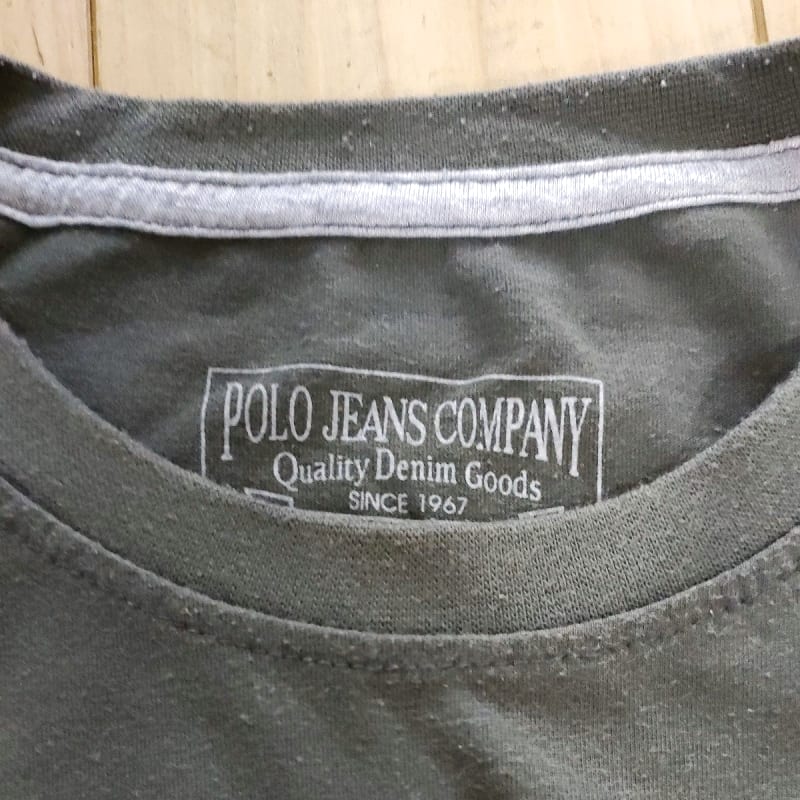 POLO JEANS COMPANY
Quality Denim Goods
SINCE 1967